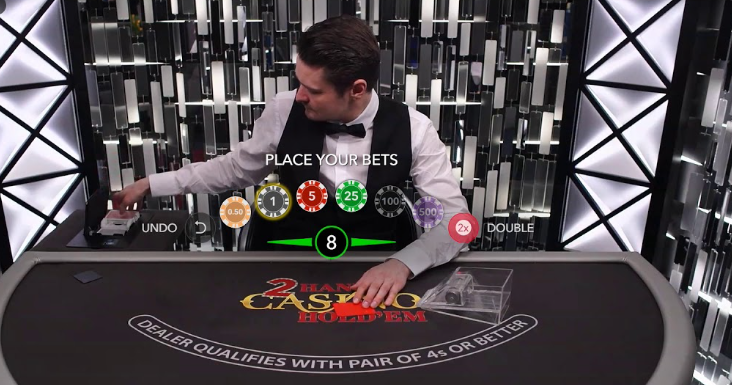 PLACE YOUR BETS
0.50 1 5 25 100 500
UNDO 2x DOUBLE
8
2 HAND
CASINO
HOLD'EM
DEALER QUALIFIES WITH PAIR OF 4s OR BETTER